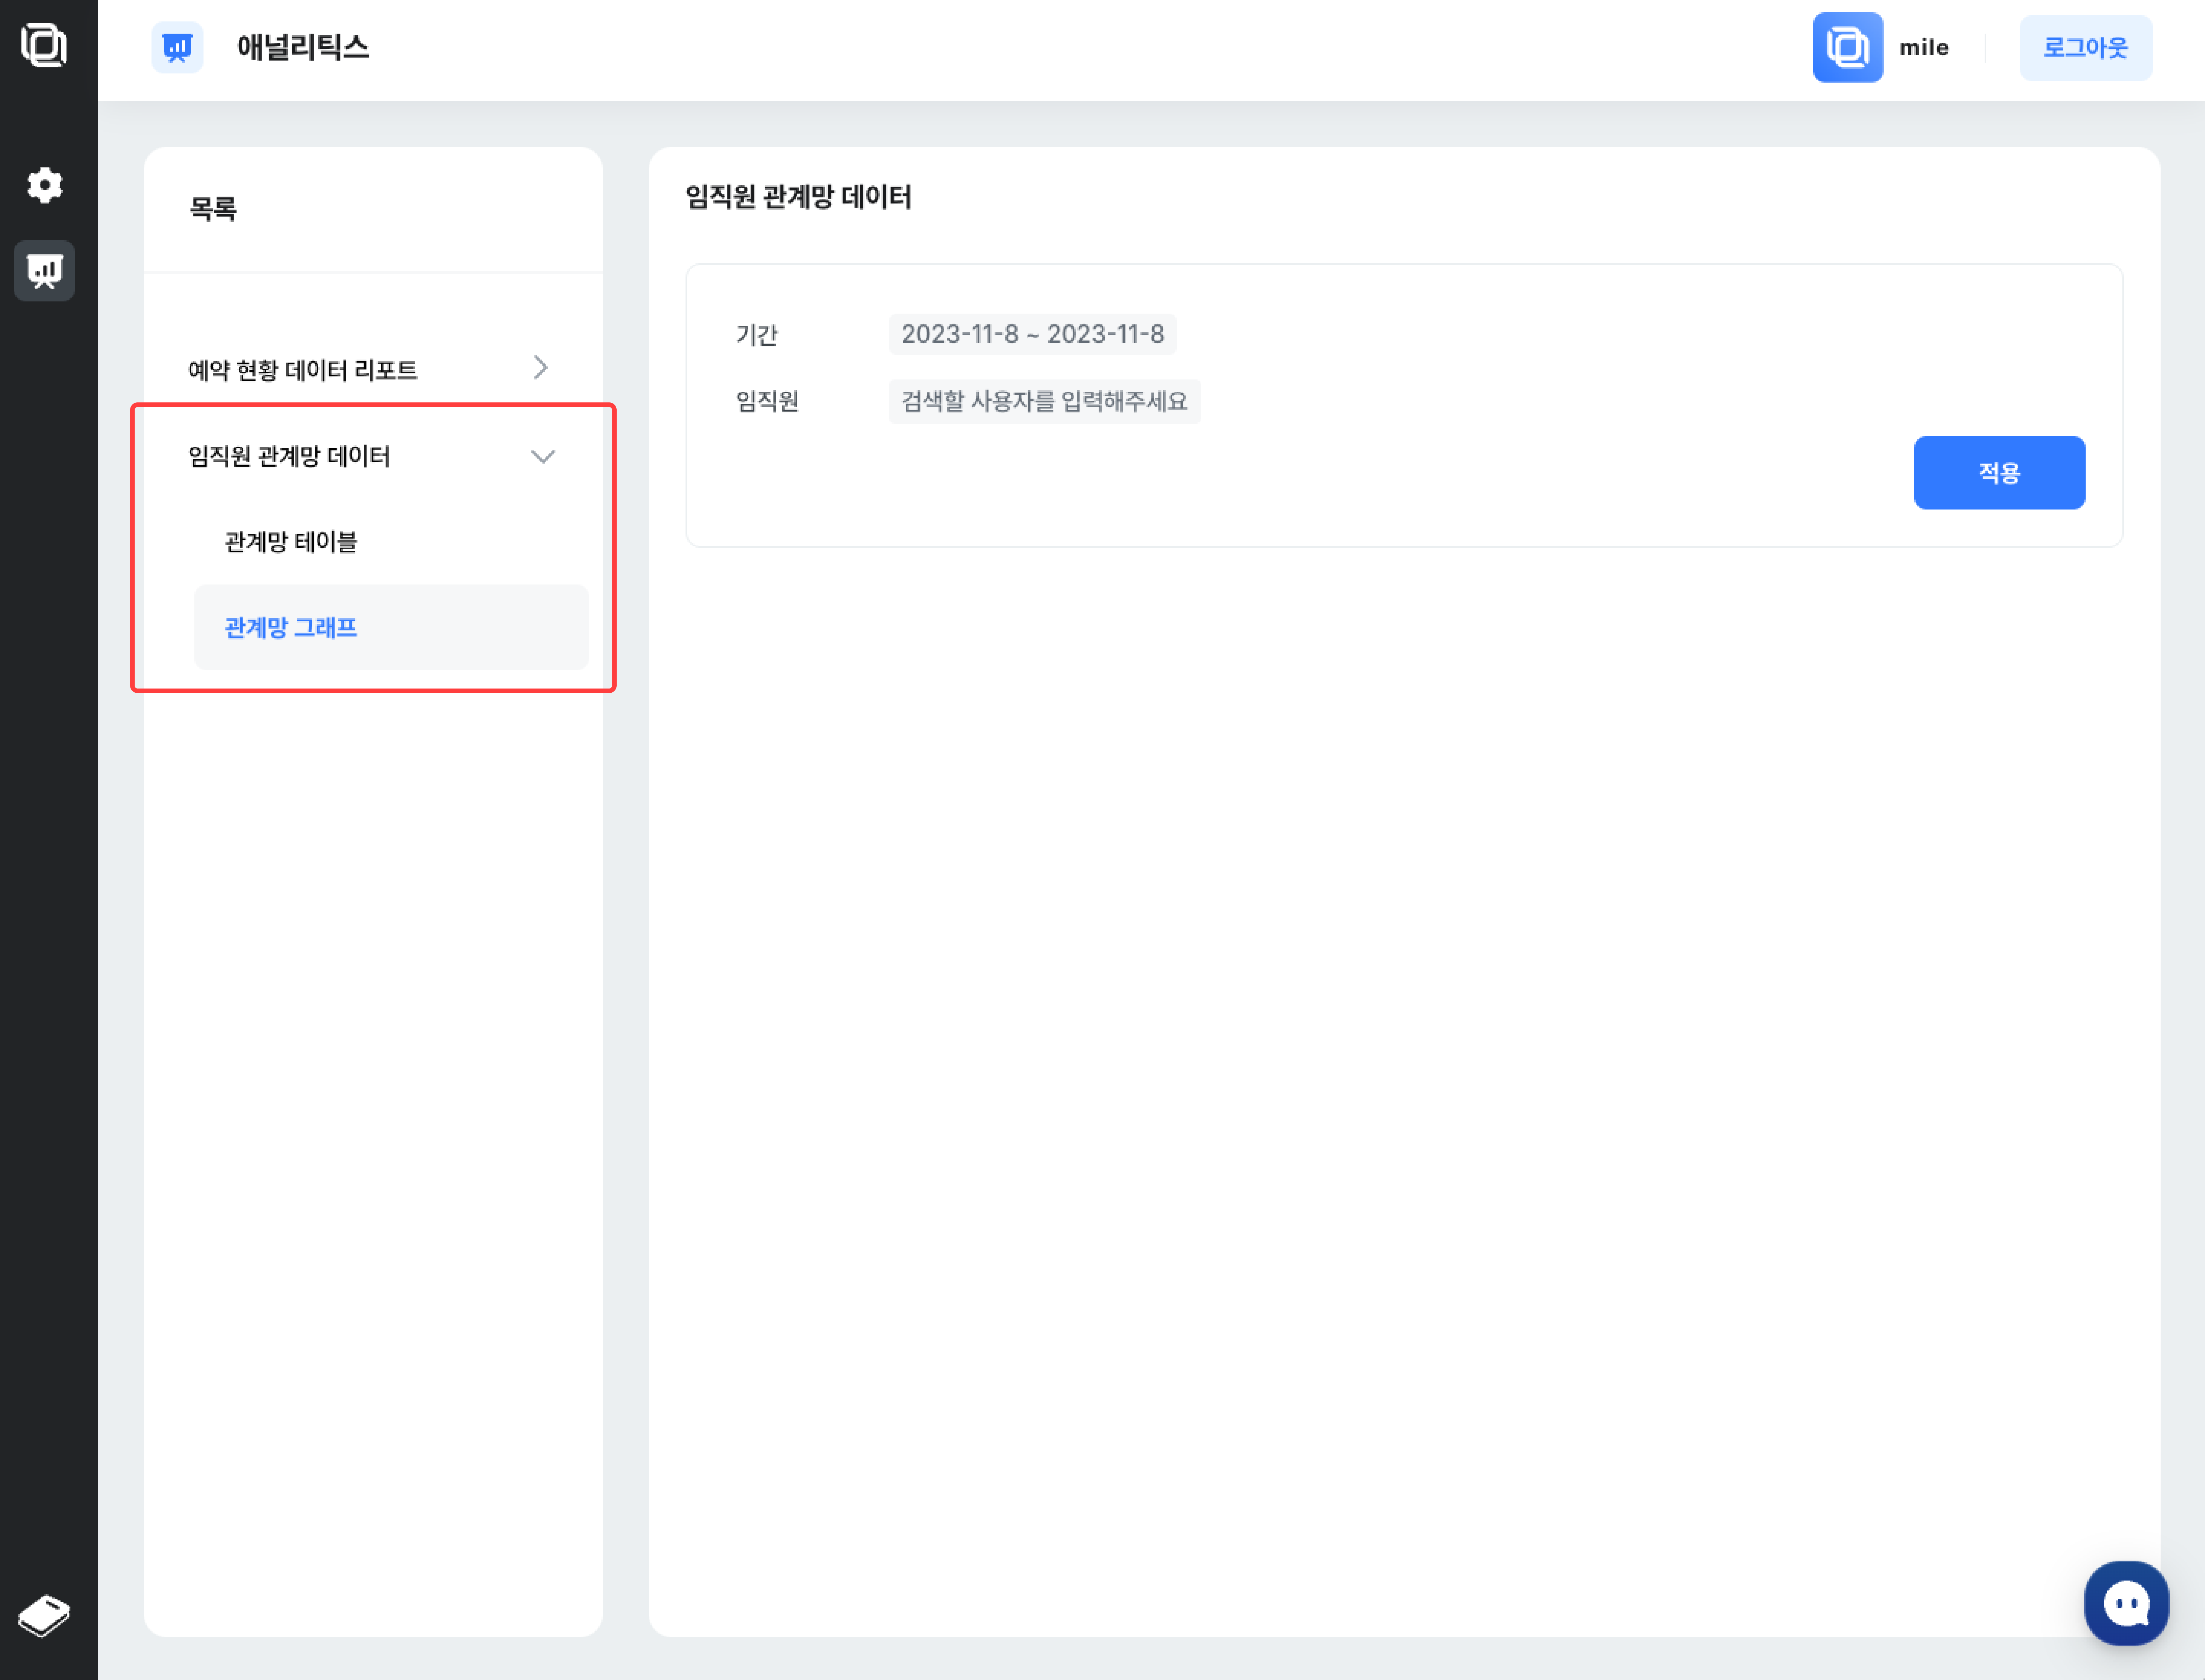 애널리틱스
mile
로그아웃
목록
예약 현황 데이터 리포트
임직원 관계망 데이터
관계망 테이블
관계망 그래프
임직원 관계망 데이터
기간 2023-11-8 ~ 2023-11-8
임직원 검색할 사용자를 입력해주세요
적용